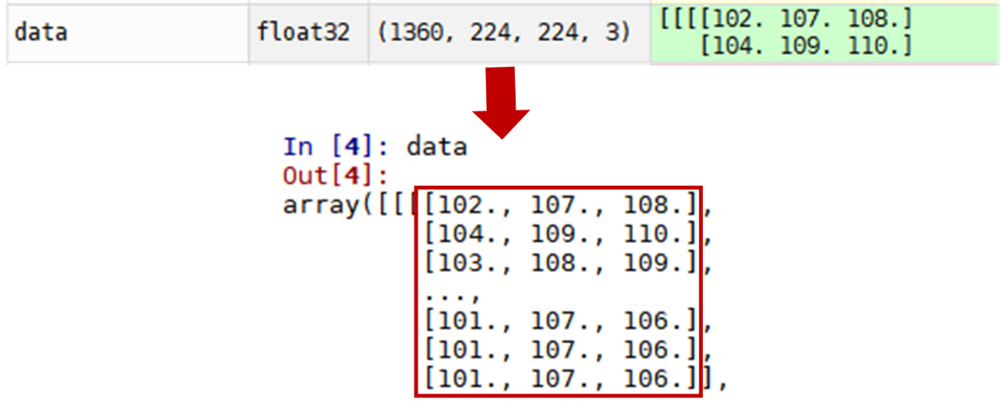 data float32 (1360, 224, 224, 3) [[[[102. 107. 108.]
[104. 109. 110.]
In [4]: data
Out[4]:
array([[[[102., 107., 108.],
[104., 109., 110.],
[103., 108., 109.],
...,
[101., 107., 106.],
[101., 107., 106.],
[101., 107., 106.]],